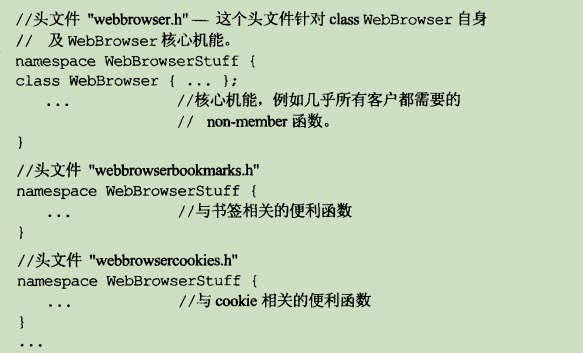 //头文件 "webbrowser.h"— 这个头文件针对 class WebBrowser 自身
// 及 WebBrowser 核心机能。
namespace WebBrowserStuff {
class WebBrowser { ... };
... //核心机能，例如几乎所有客户都需要的
// non-member 函数。
}
//头文件 "webbrowserbookmarks.h"
namespace WebBrowserStuff {
... //与书签相关的便利函数
}
//头文件 "webbrowsercookies.h"
namespace WebBrowserStuff {
... //与 cookie 相关的便利函数
}
...